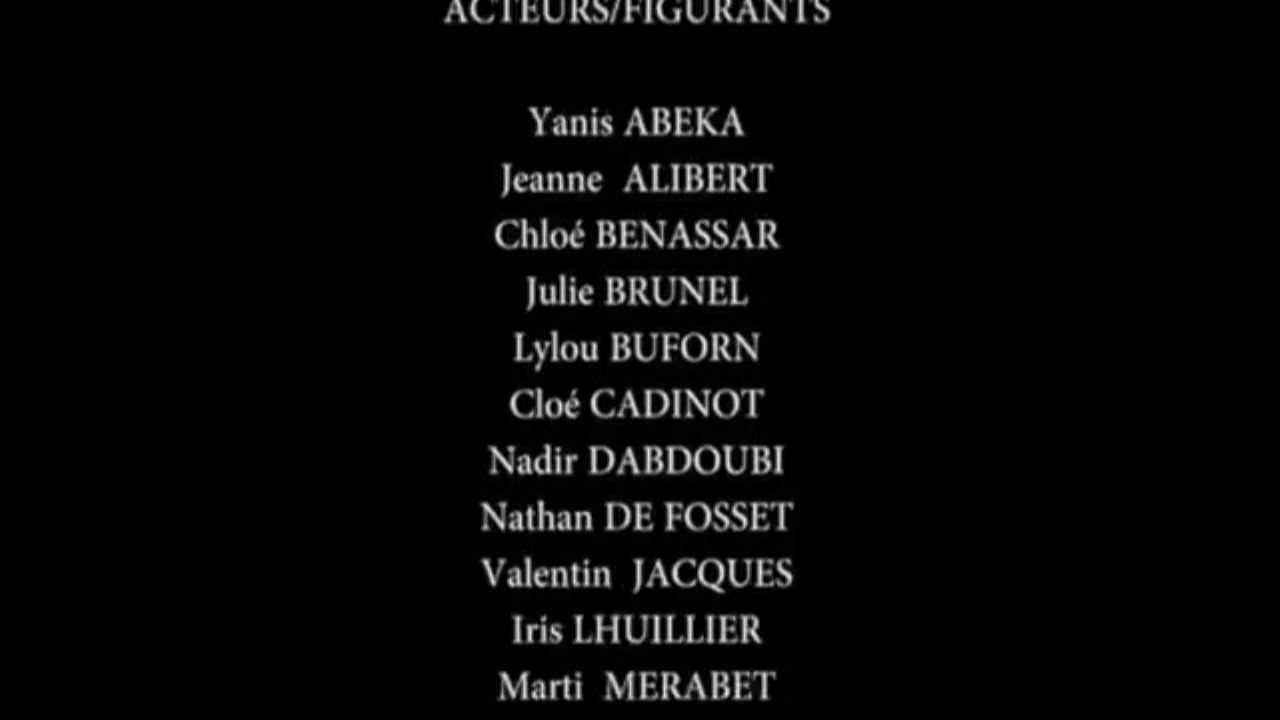 ACTEURS/FIGURANTS
Yanis ABEKA
Jeanne ALIBERT
Chloé BENASSAR
Julie BRUNEL
Lylou BUFORN
Cloé CADINOT
Nadir DABDOUBI
Nathan DE FOSSET
Valentin JACQUES
Iris LHUILLIER
Marti MERABET